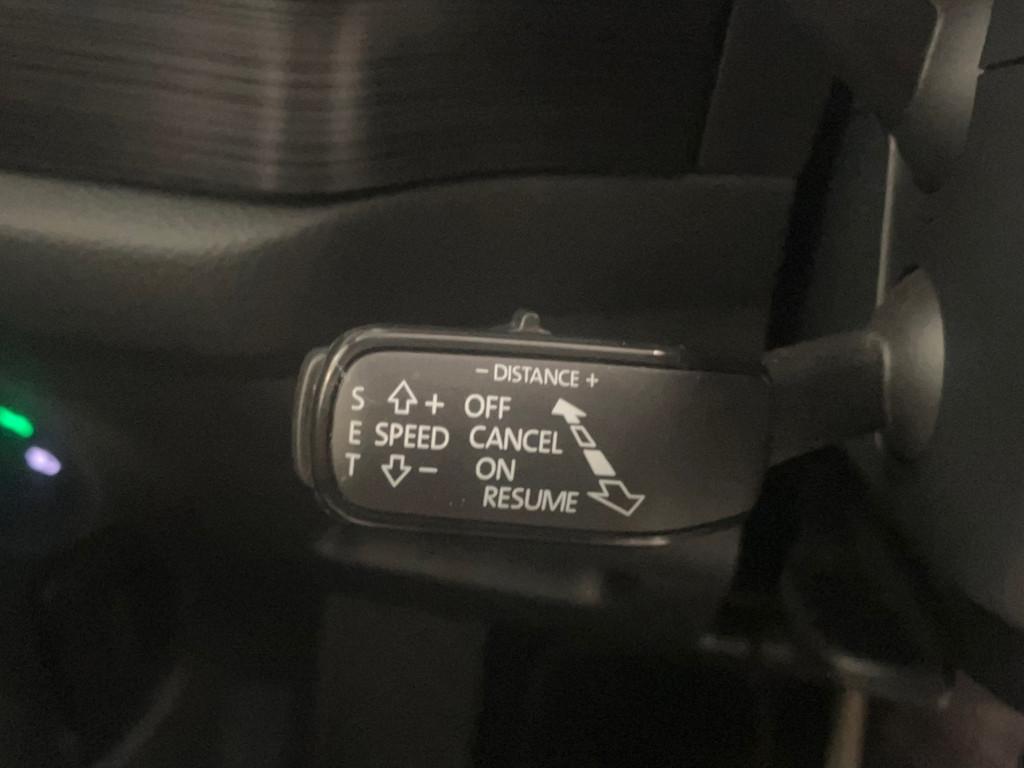 - DISTANCE +
S + OFF
E SPEED CANCEL
T - ON
RESUME